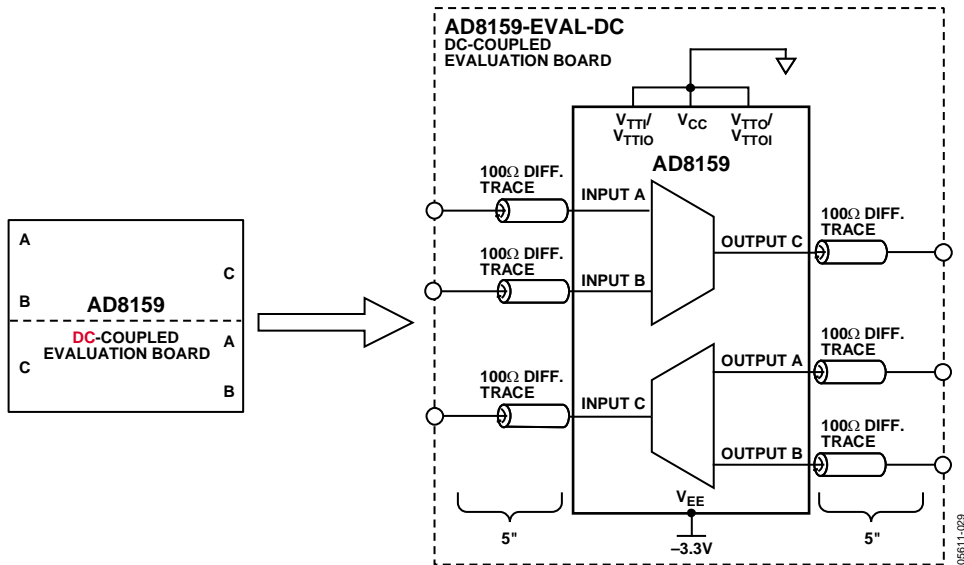 AD8159-EVAL-DC
DC-COUPLED
EVALUATION BOARD
VTTI/
VTTIO
VCC
VTTO/
VTTOI
AD8159
100Ω DIFF.
TRACE
INPUT A
100Ω DIFF.
TRACE
INPUT B
100Ω DIFF.
TRACE
INPUT C
OUTPUT C
100Ω DIFF.
TRACE
OUTPUT A
100Ω DIFF.
TRACE
OUTPUT B
100Ω DIFF.
TRACE
VEE
–3.3V
5"
5"
A
B
C
AD8159
DC-COUPLED
EVALUATION BOARD
C
A
B
05611-029